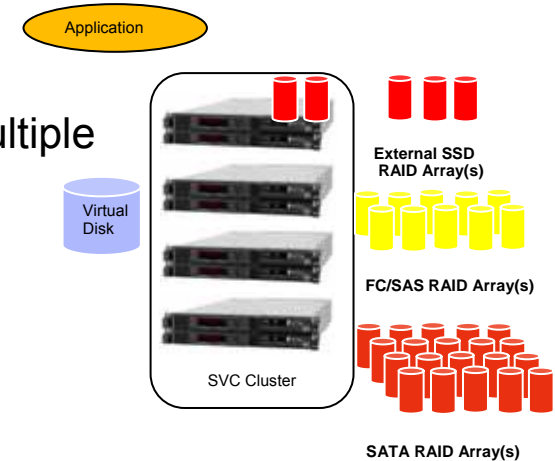 Application
ultiple
External SSD
RAID Array(s)
Virtual
Disk
FC/SAS RAID Array(s)
SVC Cluster
SATA RAID Array(s)